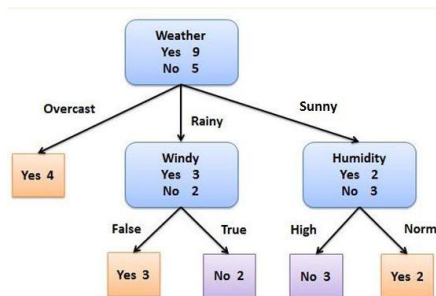 Weather
Yes 9
No 5
Overcast
Rainy
Sunny
Yes 4
Windy
Yes 3
No 2
Humidity
Yes 2
No 3
False
True
High
Norm
Yes 3
No 2
No 3
Yes 2